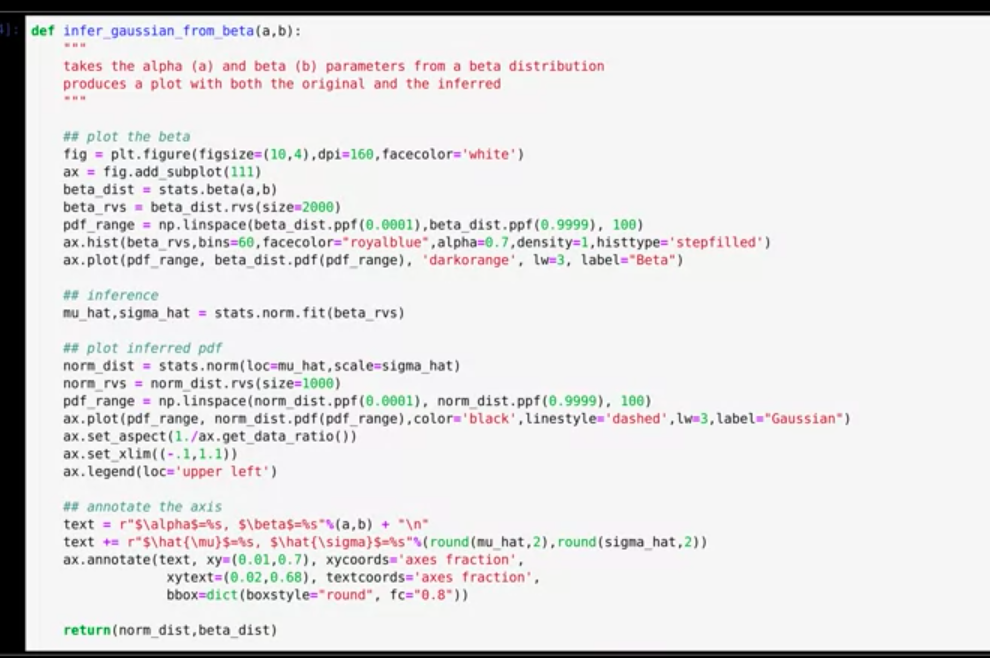 4]: def infer_gaussian_from_beta(a,b):
    """
    takes the alpha (a) and beta (b) parameters from a beta distribution
    produces a plot with both the original and the inferred
    """

    ## plot the beta
    fig = plt.figure(figsize=(10,4),dpi=160,facecolor='white')
    ax = fig.add_subplot(111)
    beta_dist = stats.beta(a,b)
    beta_rvs = beta_dist.rvs(size=2000)
    pdf_range = np.linspace(beta_dist.ppf(0.0001),beta_dist.ppf(0.9999), 100)
    ax.hist(beta_rvs,bins=60,facecolor="royalblue",alpha=0.7,density=1,histtype='stepfilled')
    ax.plot(pdf_range, beta_dist.pdf(pdf_range), 'darkorange', lw=3, label="Beta")

    ## inference
    mu_hat,sigma_hat = stats.norm.fit(beta_rvs)

    ## plot inferred pdf
    norm_dist = stats.norm(loc=mu_hat,scale=sigma_hat)
    norm_rvs = norm_dist.rvs(size=1000)
    pdf_range = np.linspace(norm_dist.ppf(0.0001), norm_dist.ppf(0.9999), 100)
    ax.plot(pdf_range, norm_dist.pdf(pdf_range),color='black',linestyle='dashed',lw=3,label="Gaussian")
    ax.set_aspect(1./ax.get_data_ratio())
    ax.set_xlim((-.1,1.1))
    ax.legend(loc='upper left')

    ## annotate the axis
    text = r"$\alpha$=%s, $\beta$=%s"%(a,b) + "\n"
    text += r"$\hat{\mu}$=%s, $\hat{\sigma}$=%s"%(round(mu_hat,2),round(sigma_hat,2))
    ax.annotate(text, xy=(0.01,0.7), xycoords='axes fraction',
                xytext=(0.02,0.68), textcoords='axes fraction',
                bbox=dict(boxstyle="round", fc="0.8"))

    return(norm_dist,beta_dist)